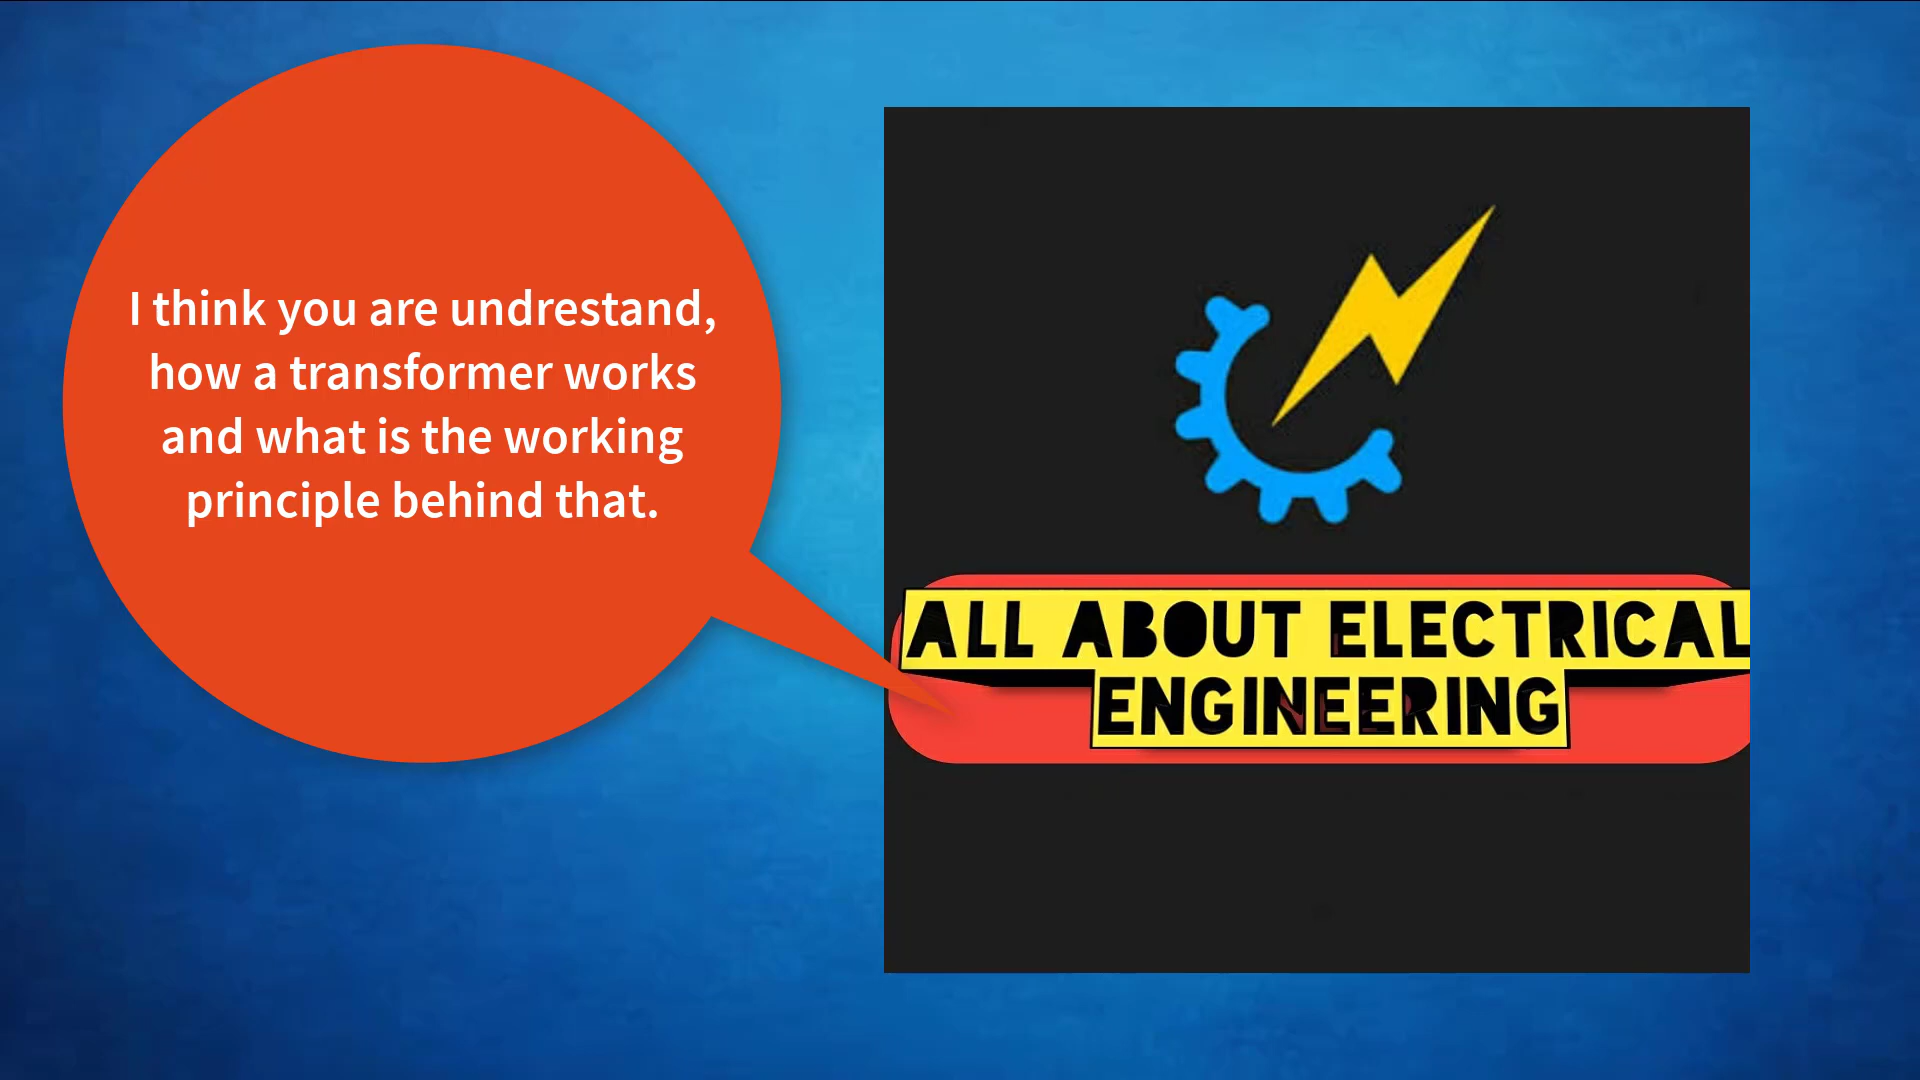 I think you are undrestand,
how a transformer works
and what is the working
principle behind that.
ALL ABOUT ELECTRICAL
ENGINEERING